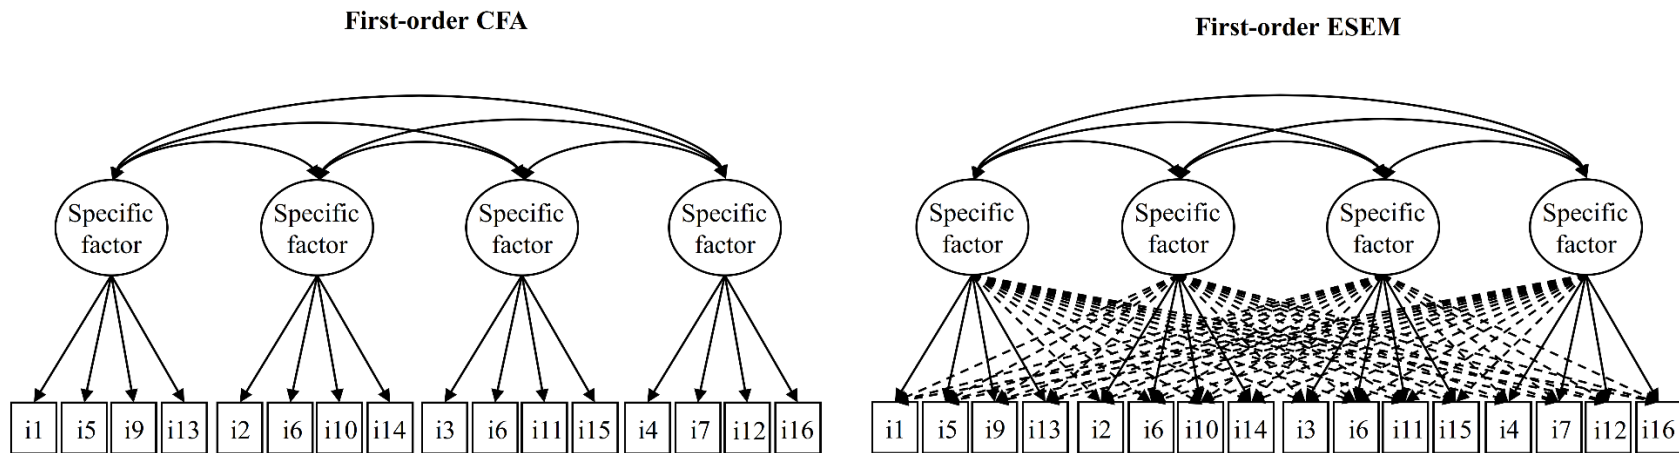 First-order CFA
First-order ESEM
Specific
factor
Specific
factor
Specific
factor
Specific
factor
Specific
factor
Specific
factor
Specific
factor
Specific
factor
i1 i5 i9 i13 i2 i6 i10 i14 i3 i6 i11 i15 i4 i7 i12 i16
i1 i5 i9 i13 i2 i6 i10 i14 i3 i6 i11 i15 i4 i7 i12 i16